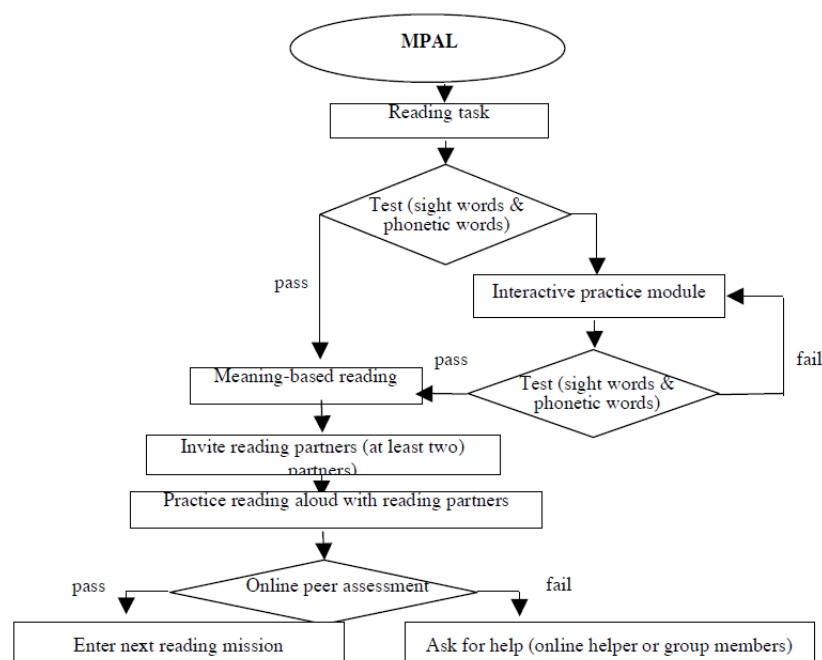 MPAL
Reading task
Test (sight words &
phonetic words)
pass
Interactive practice module
pass
fail
Meaning-based reading
Test (sight words &
phonetic words)
Invite reading partners (at least two)
partners)
Practice reading aloud with reading partners
Online peer assessment
pass
fail
Enter next reading mission
Ask for help (online helper or group members)